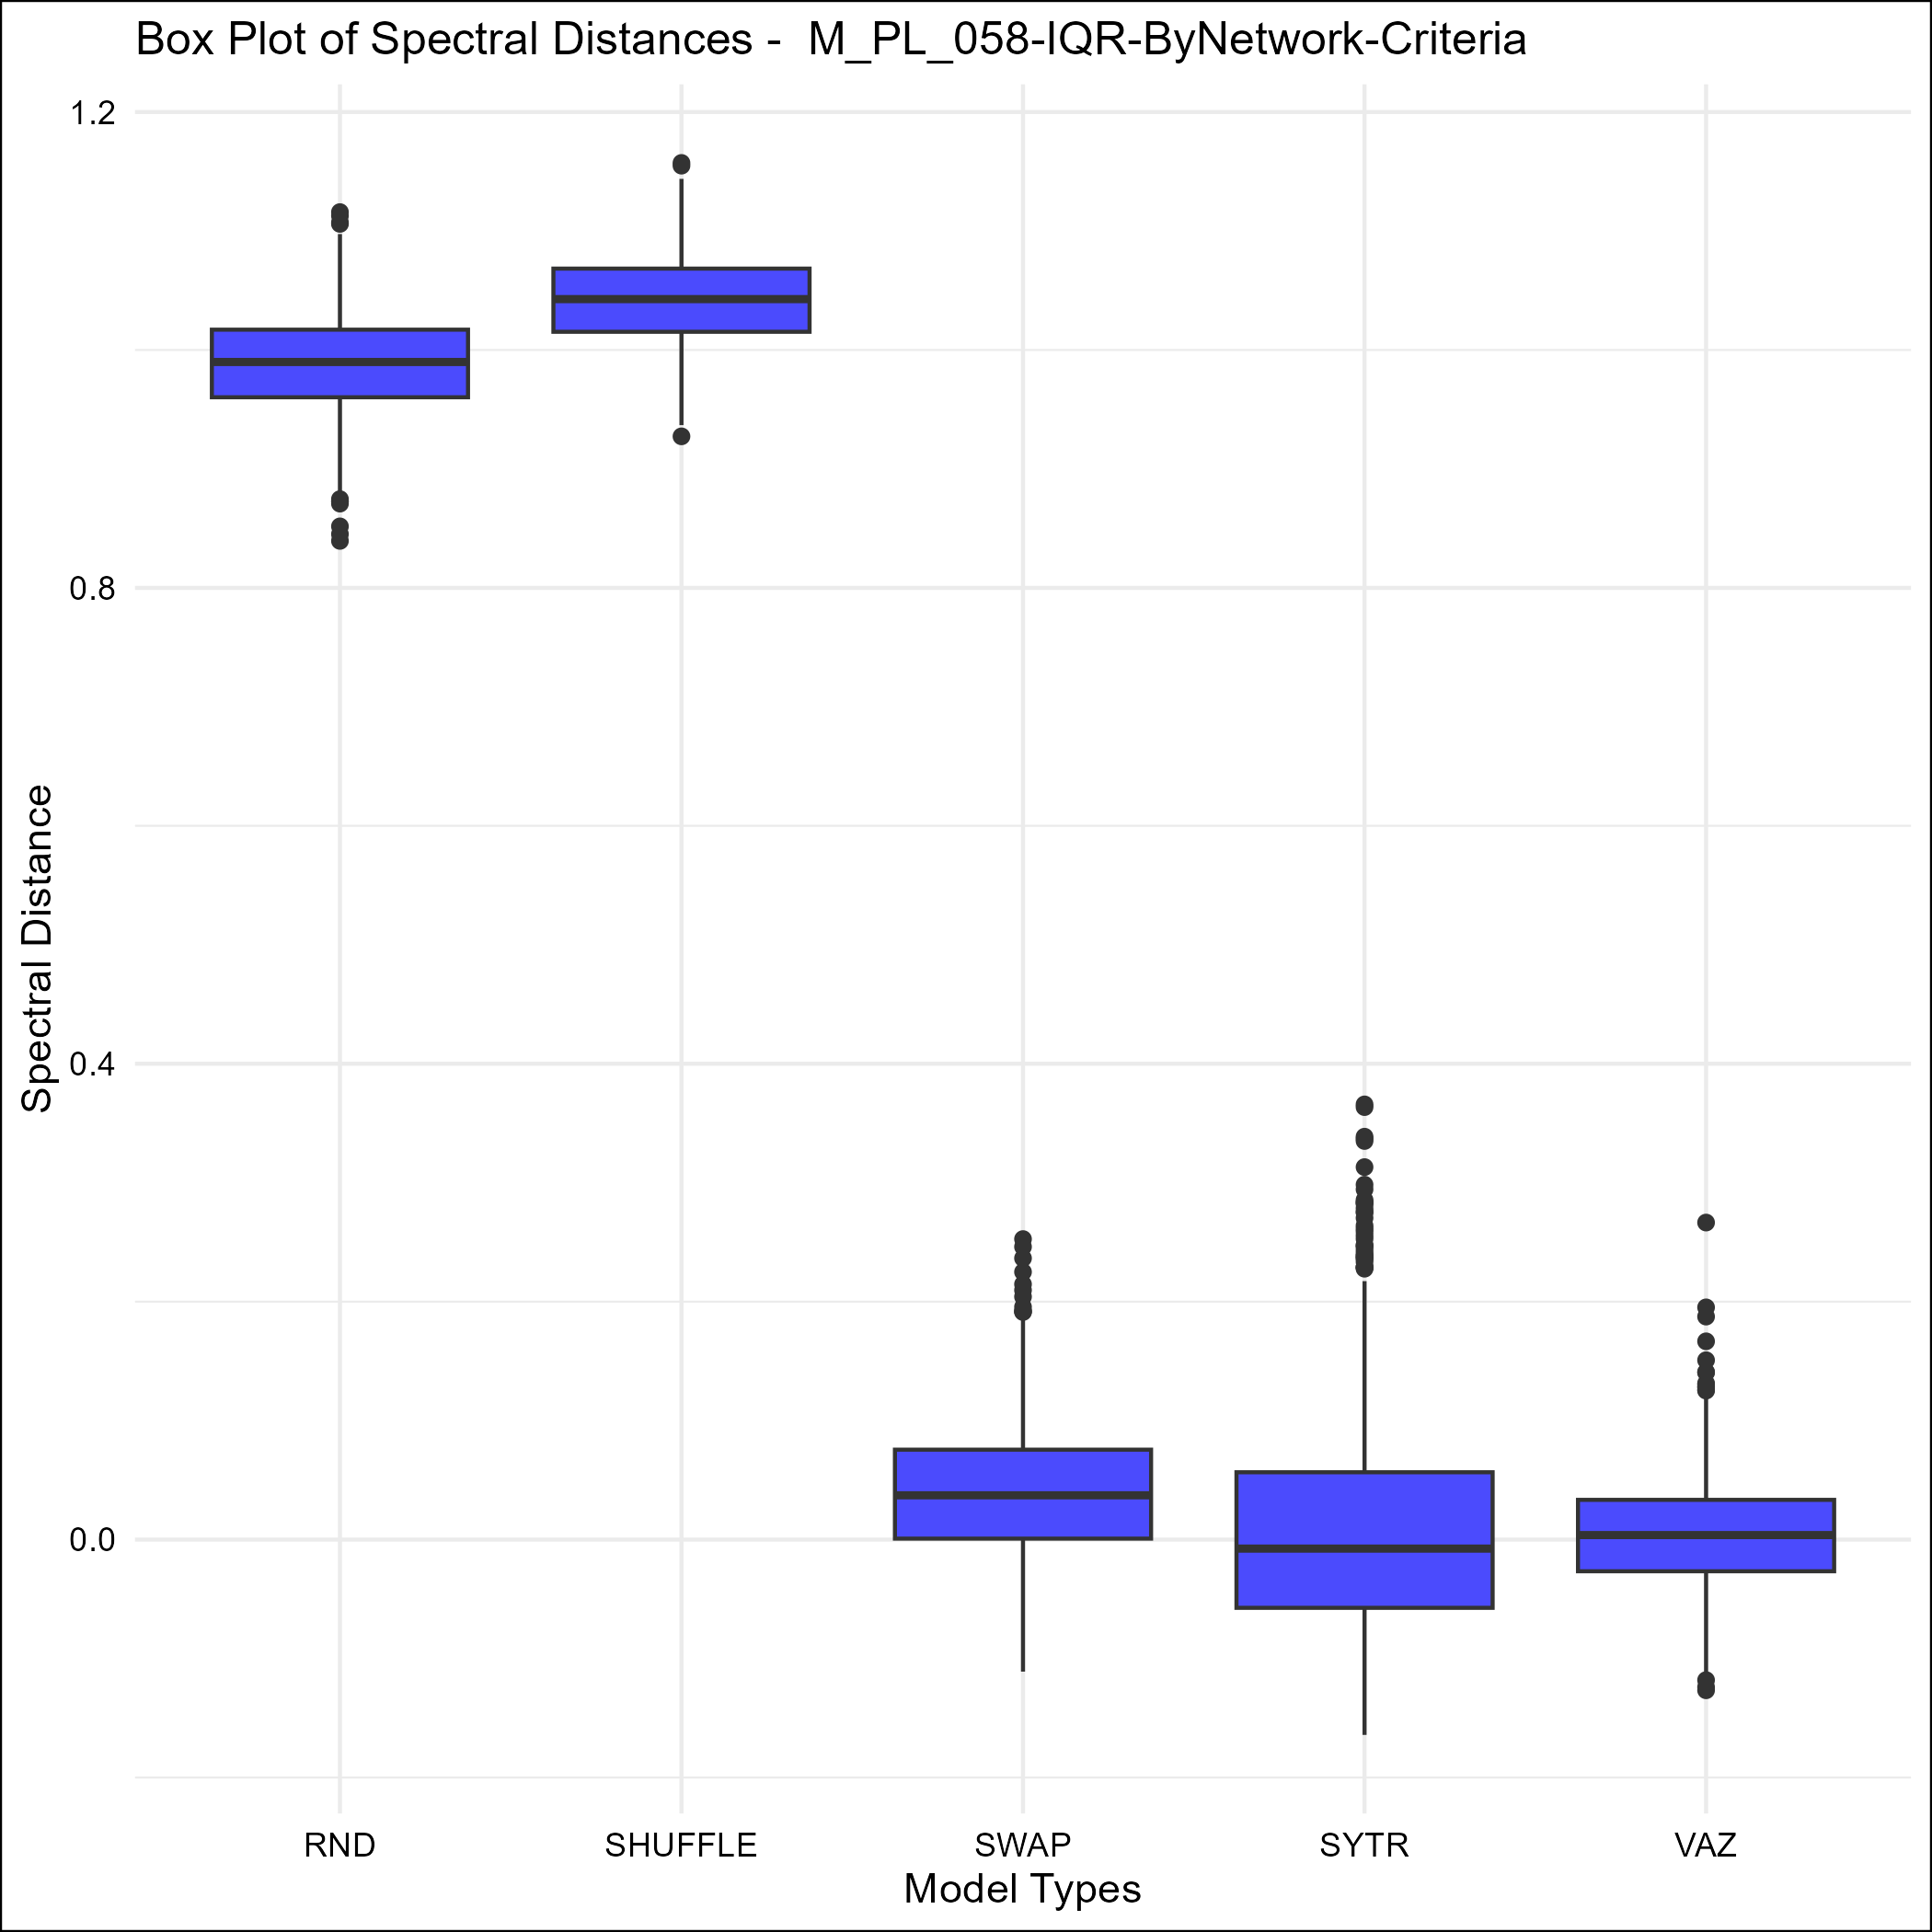 Box Plot of Spectral Distances -  M_PL_058-IQR-ByNetwork-Criteria
1.2
0.8
0.4
0.0
Spectral Distance
RND SHUFFLE SWAP SYTR VAZ
Model Types